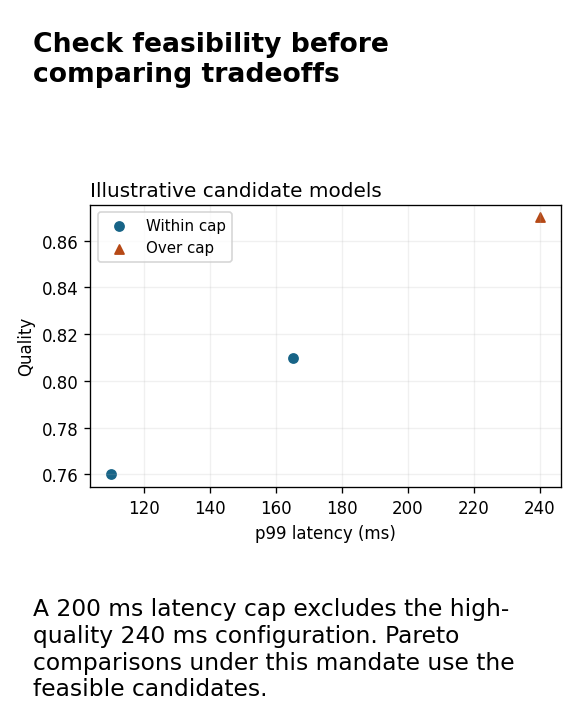 Check feasibility before
comparing tradeoffs
Illustrative candidate models
Within cap
Over cap
0.86
0.84
0.82
0.80
0.78
0.76
Quality
120 140 160 180 200 220 240
p99 latency (ms)
A 200 ms latency cap excludes the high-
quality 240 ms configuration. Pareto
comparisons under this mandate use the
feasible candidates.